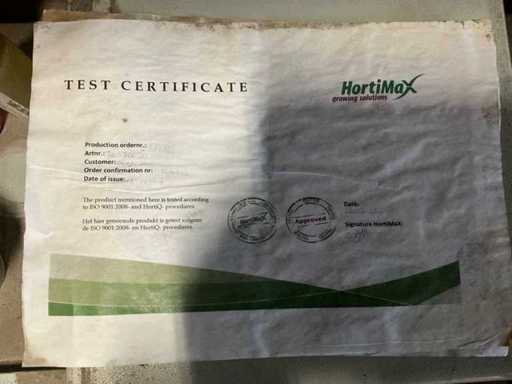 TEST CERTIFICATE
HortiMaX
growing solutions
Production ordernr.:
Artnr.:
Customer:
Order confirmation nr:
Date of issue:
The product mentioned here is tested according
to ISO 9001:2008- and HortiQ- procedures.
Het hier genoemde produkt is getest volgens
de ISO 9001:2008- en HortiQ- procedures.
HortiMaX
Approved
Date:
Signature HortiMax: